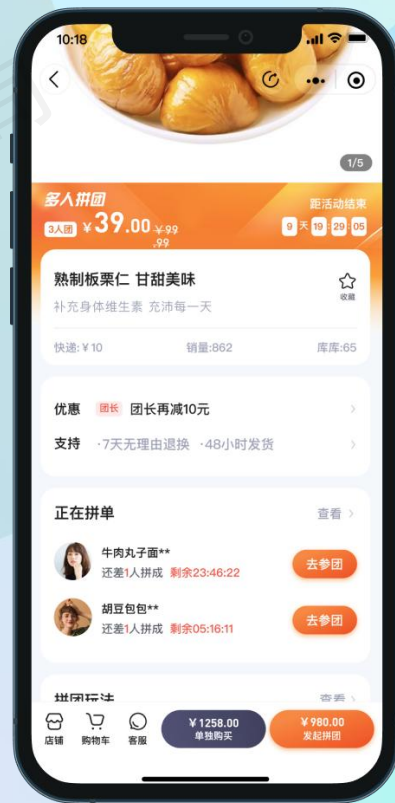 10:18
1/5
多人拼团
3人团 ¥39.00 ¥99
.99
距活动结束
9 天 19:29:05
熟制板栗仁 甘甜美味
收藏
补充身体维生素 充沛每一天
快递:¥10 销量:862 库库:65
优惠 团长 团长再减10元
支持 ·7天无理由退换 ·48小时发货
正在拼单 查看
牛肉丸子面**
还差1人拼成 剩余23:46:22
去参团
胡豆包包**
还差1人拼成 剩余05:16:11
去参团
拼团玩法 查看
店铺 购物车 客服
¥1258.00
单独购买
¥980.00
发起拼团